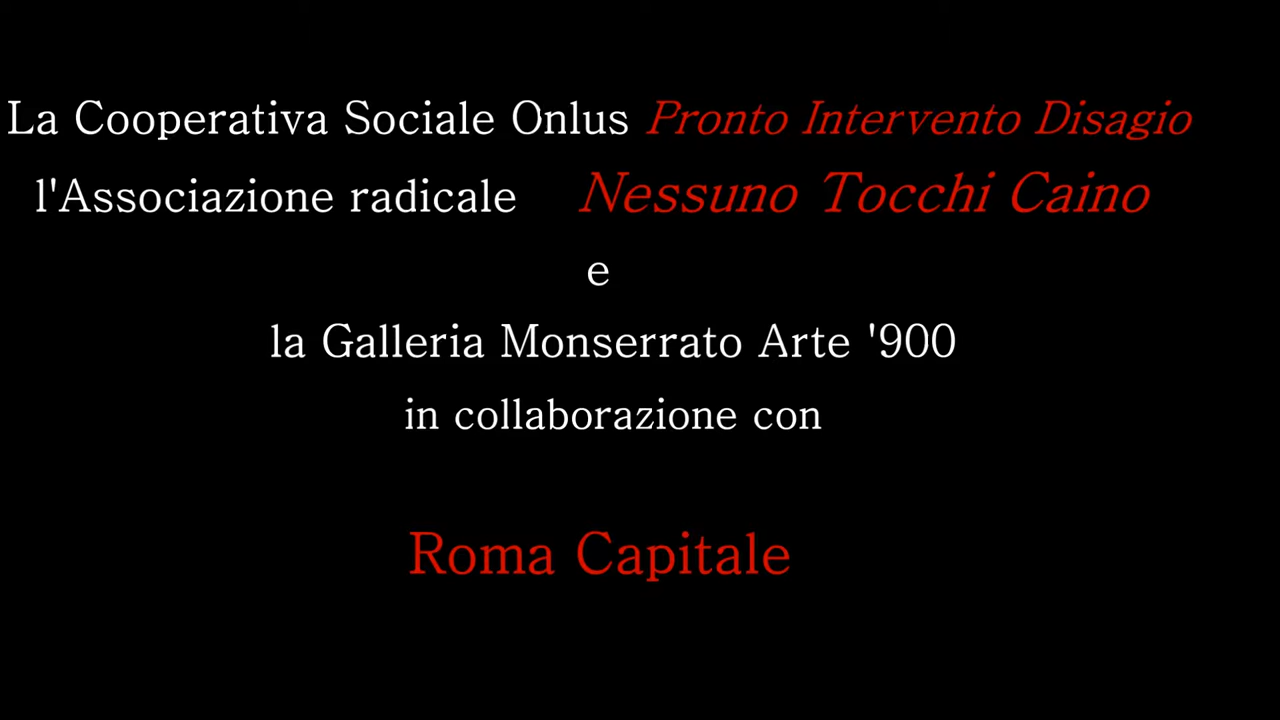 La Cooperativa Sociale Onlus Pronto Intervento Disagio
l'Associazione radicale Nessuno Tocchi Caino
e
la Galleria Monserrato Arte '900
in collaborazione con
Roma Capitale